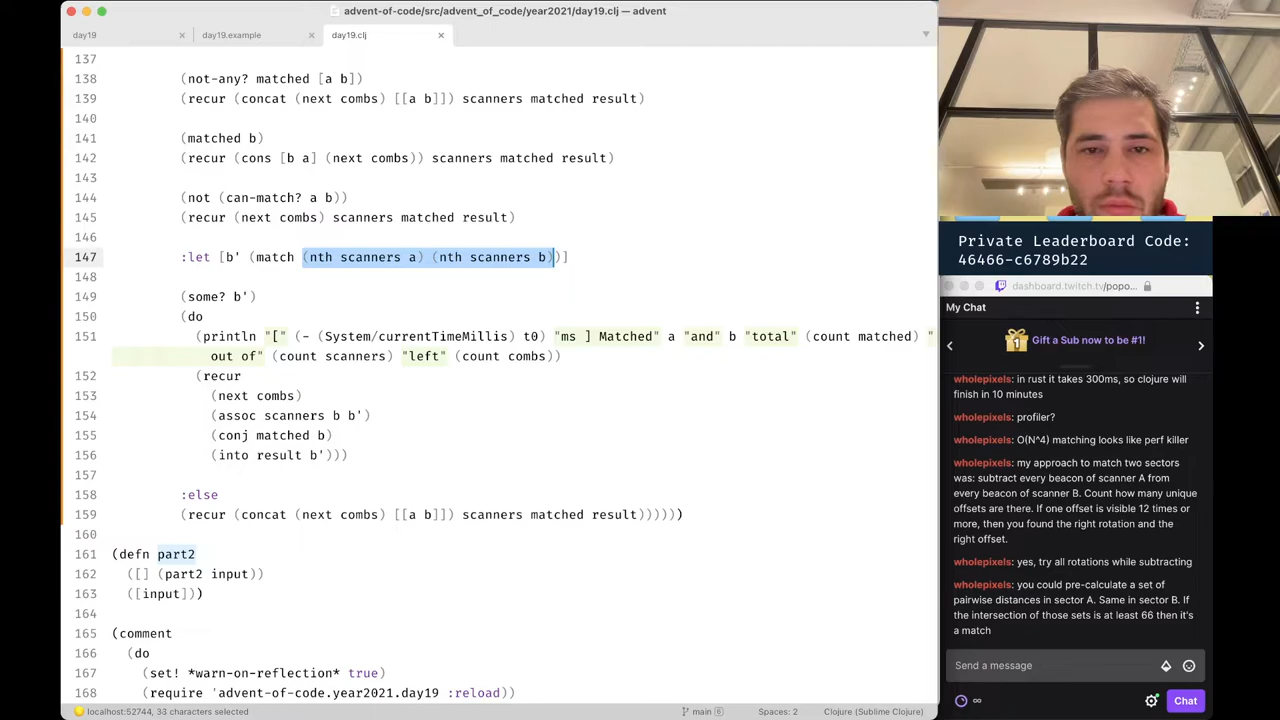 advent-of-code/src/advent_of_code/year2021/day19.clj — advent
day19
day19.example
day19.clj
137
138 (not-any? matched [a b])
139 (recur (concat (next combs) [[a b]]) scanners matched result)
140
141 (matched b)
142 (recur (cons [b a] (next combs)) scanners matched result)
143
144 (not (can-match? a b))
145 (recur (next combs) scanners matched result)
146
147 :let [b' (match (nth scanners a) (nth scanners b))]
148
149 (some? b')
150 (do
151 (println "[" (- (System/currentTimeMillis) t0) "ms ] Matched" a "and" b "total" (count matched) "
out of" (count scanners) "left" (count combs))
152 (recur
153 (next combs)
154 (assoc scanners b b')
155 (conj matched b)
156 (into result b')))
157
158 :else
159 (recur (concat (next combs) [[a b]]) scanners matched result))))))
160
161 (defn part2
162 ([] (part2 input))
163 ([input]))
164
165 (comment
166 (do
167 (set! *warn-on-reflection* true)
168 (require 'advent-of-code.year2021.day19 :reload))
localhost:52744, 33 characters selected
main 6
Spaces: 2
Clojure (Sublime Clojure)
Private Leaderboard Code:
46466-c6789b22
dashboard.twitch.tv/popo...
My Chat
1
Gift a Sub now to be #1!
wholepixels: in rust it takes 300ms, so clojure will
finish in 10 minutes
wholepixels: profiler?
wholepixels: O(N^4) matching looks like perf killer
wholepixels: my approach to match two sectors
was: subtract every beacon of scanner A from
every beacon of scanner B. Count how many unique
offsets are there. If one offset is visible 12 times or
more, then you found the right rotation and the
right offset.
wholepixels: yes, try all rotations while subtracting
wholepixels: you could pre-calculate a set of
pairwise distances in sector A. Same in sector B. If
the intersection of those sets is at least 66 then it's
a match
Send a message
∞
Chat